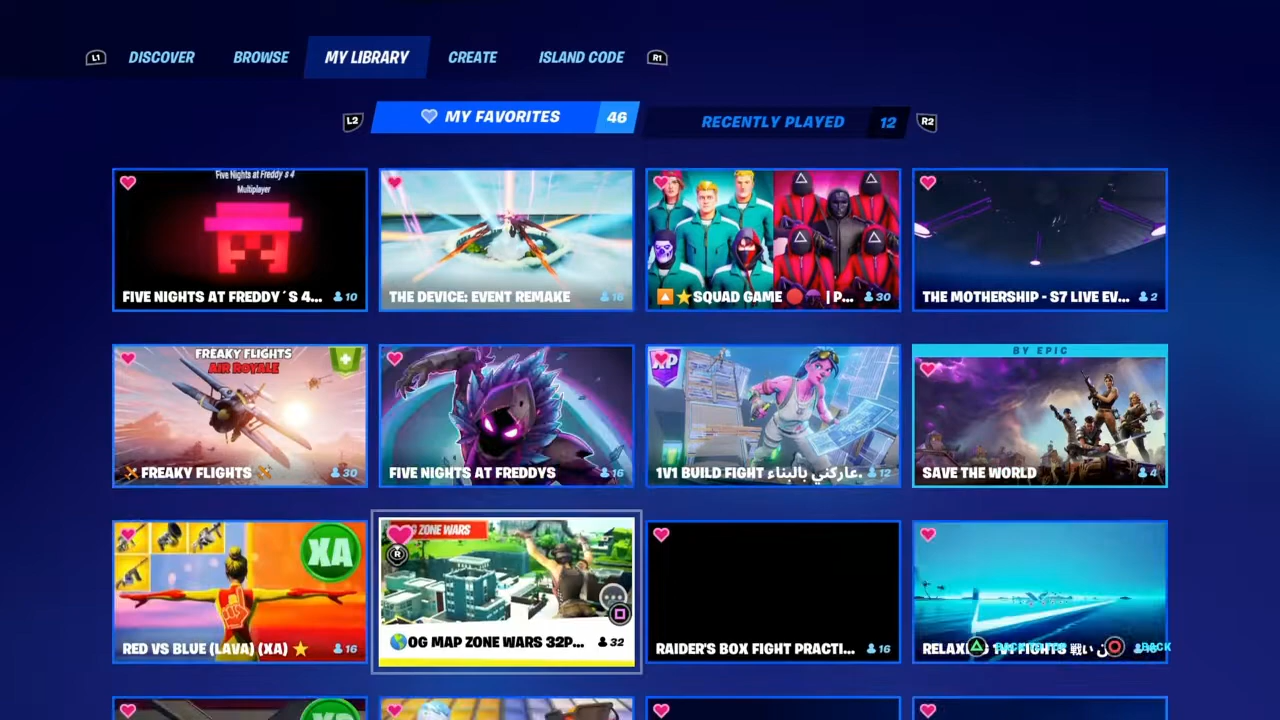 L1 DISCOVER BROWSE MY LIBRARY CREATE ISLAND CODE R1
L2 MY FAVORITES 46 RECENTLY PLAYED 12 R2
Five Nights at Freddy s 4
Multiplayer
FIVE NIGHTS AT FREDDY´S 4... 10
THE DEVICE: EVENT REMAKE 16
SQUAD GAME | P... 30
THE MOTHERSHIP - S7 LIVE EV... 2
FREAKY FLIGHTS
AIR ROYALE
FREAKY FLIGHTS 30
FIVE NIGHTS AT FREDDYS 16
XP
1V1 BUILD FIGHT عاركني بالبناء. 12
BY EPIC
SAVE THE WORLD 4
XA
RED VS BLUE (LAVA) (XA) 16
OG ZONE WARS
R
OG MAP ZONE WARS 32P... 32
RAIDER'S BOX FIGHT PRACTI... 16
BACK